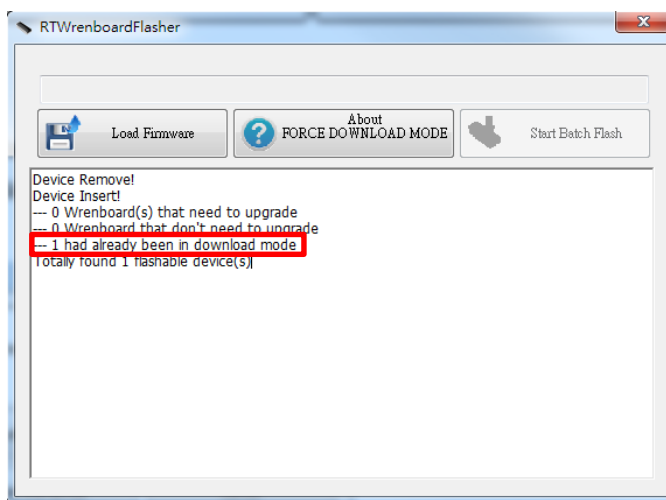 RTWrenboardFlasher
Load Firmware
About
FORCE DOWNLOAD MODE
Start Batch Flash
Device Remove!
Device Insert!
--- 0 Wrenboard(s) that need to upgrade
--- 0 Wrenboard that don't need to upgrade
--- 1 had already been in download mode
Totally found 1 flashable device(s)